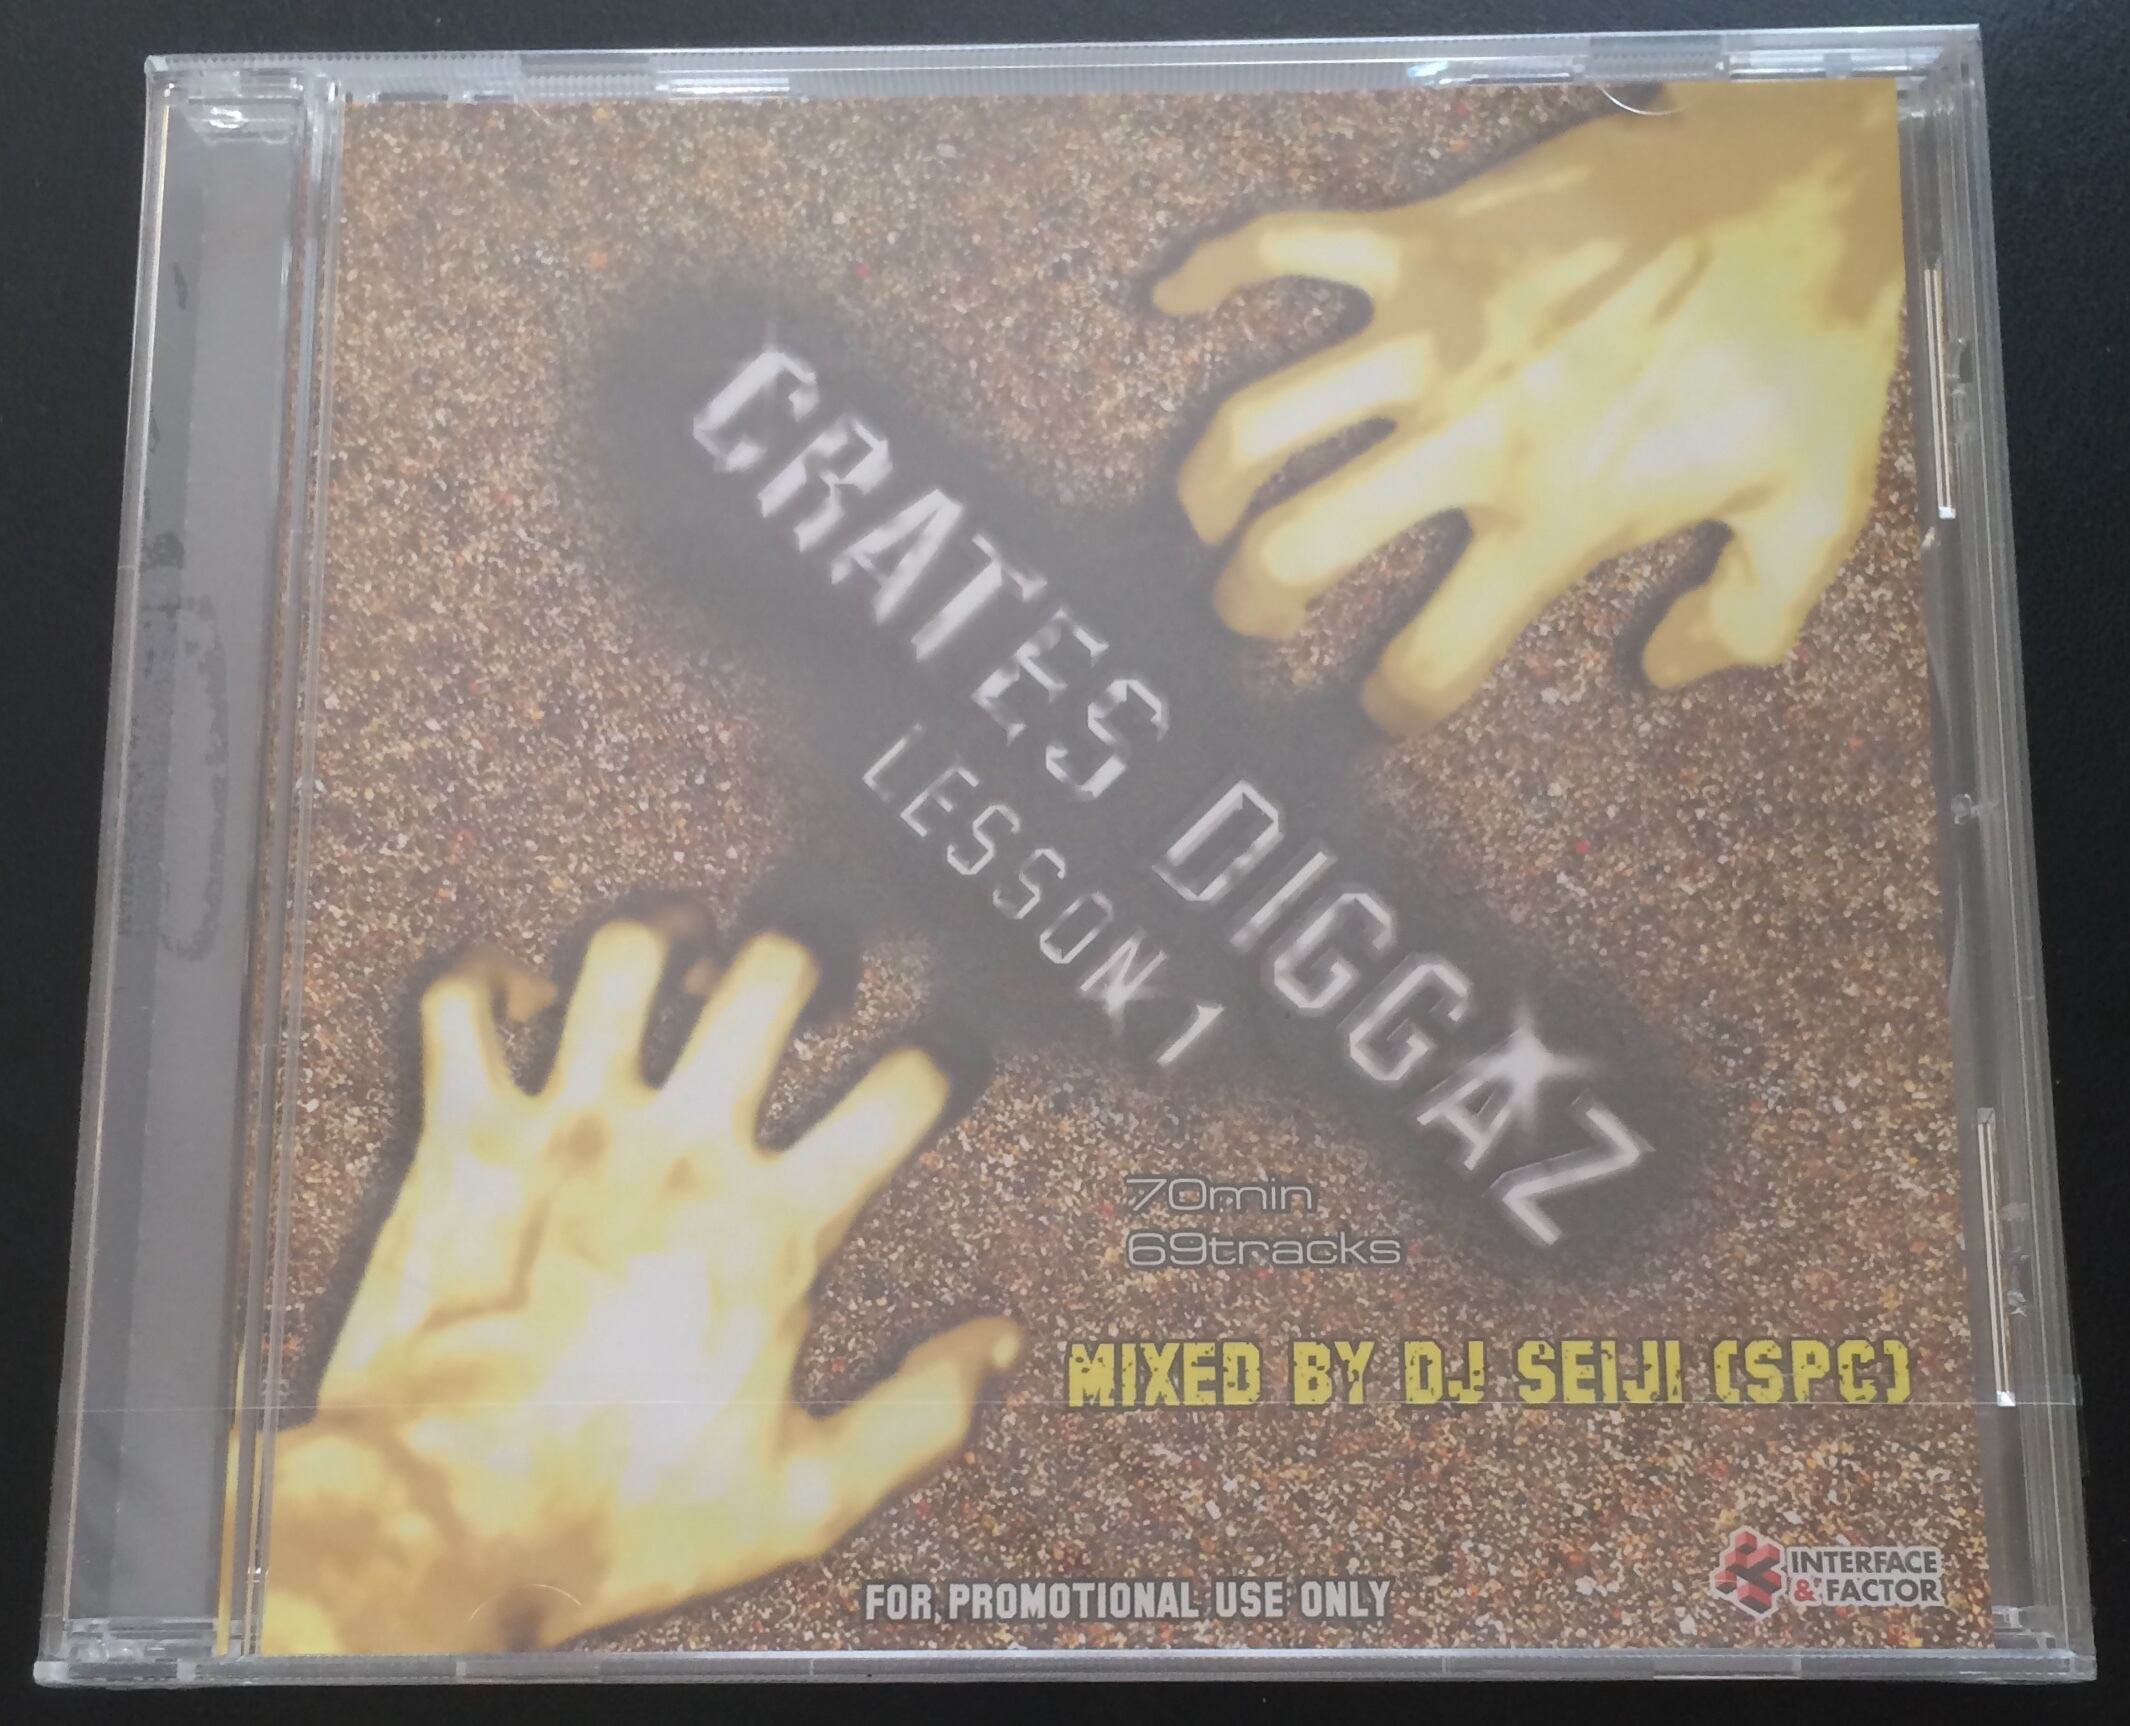 CRATES DIGGAZ
LESSON 1
70min
69tracks
MIXED BY DJ SEIJI (SPC)
FOR PROMOTIONAL USE ONLY
INTERFACE
& FACTOR